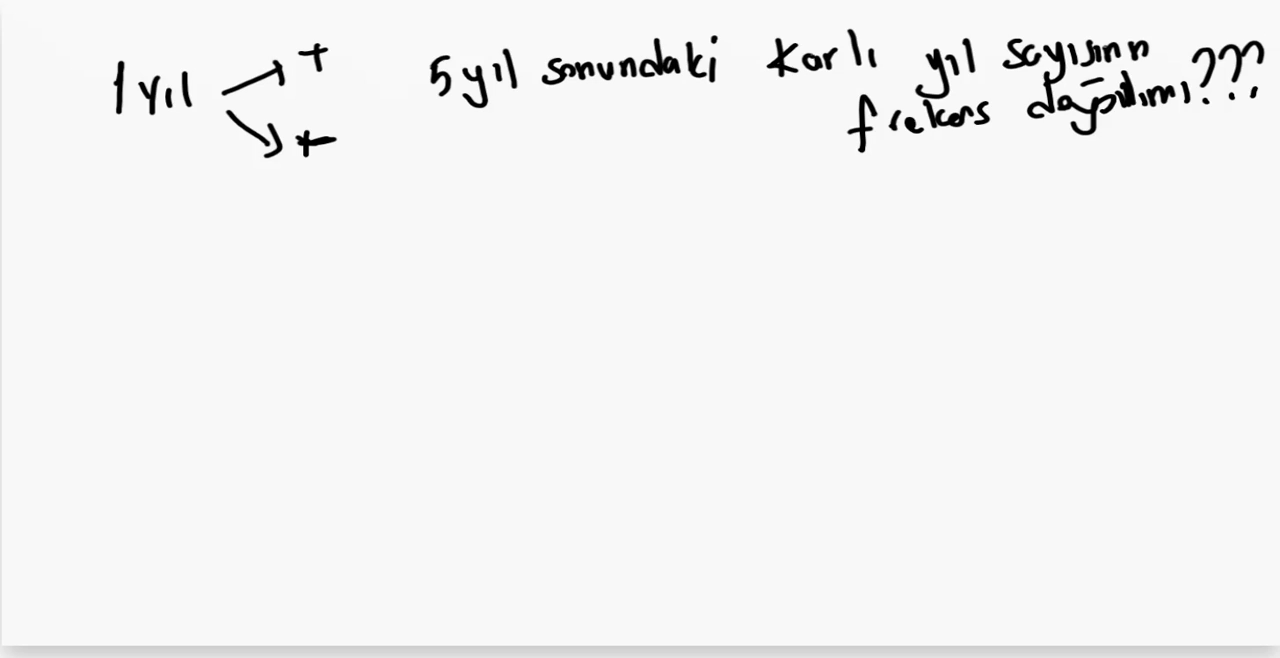 1 yıl + 5 yıl sonundaki Karlı yıl sayısının
+ frekans dağılımı???